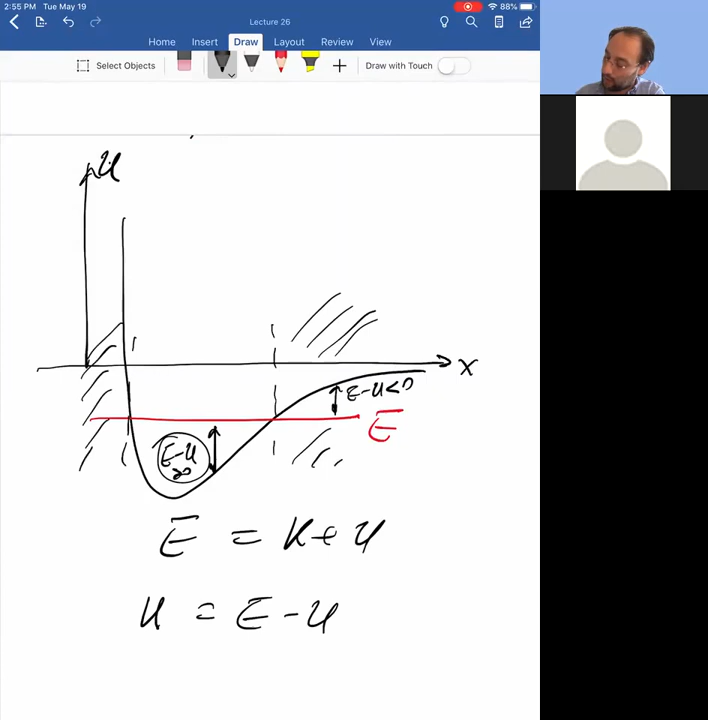 2:55 PM Tue May 19
88%
Lecture 26
Home Insert Draw Layout Review View
Select Objects
Draw with Touch
U
x
E-U<0
E
E-U
>0
E = K+U
K = E-U